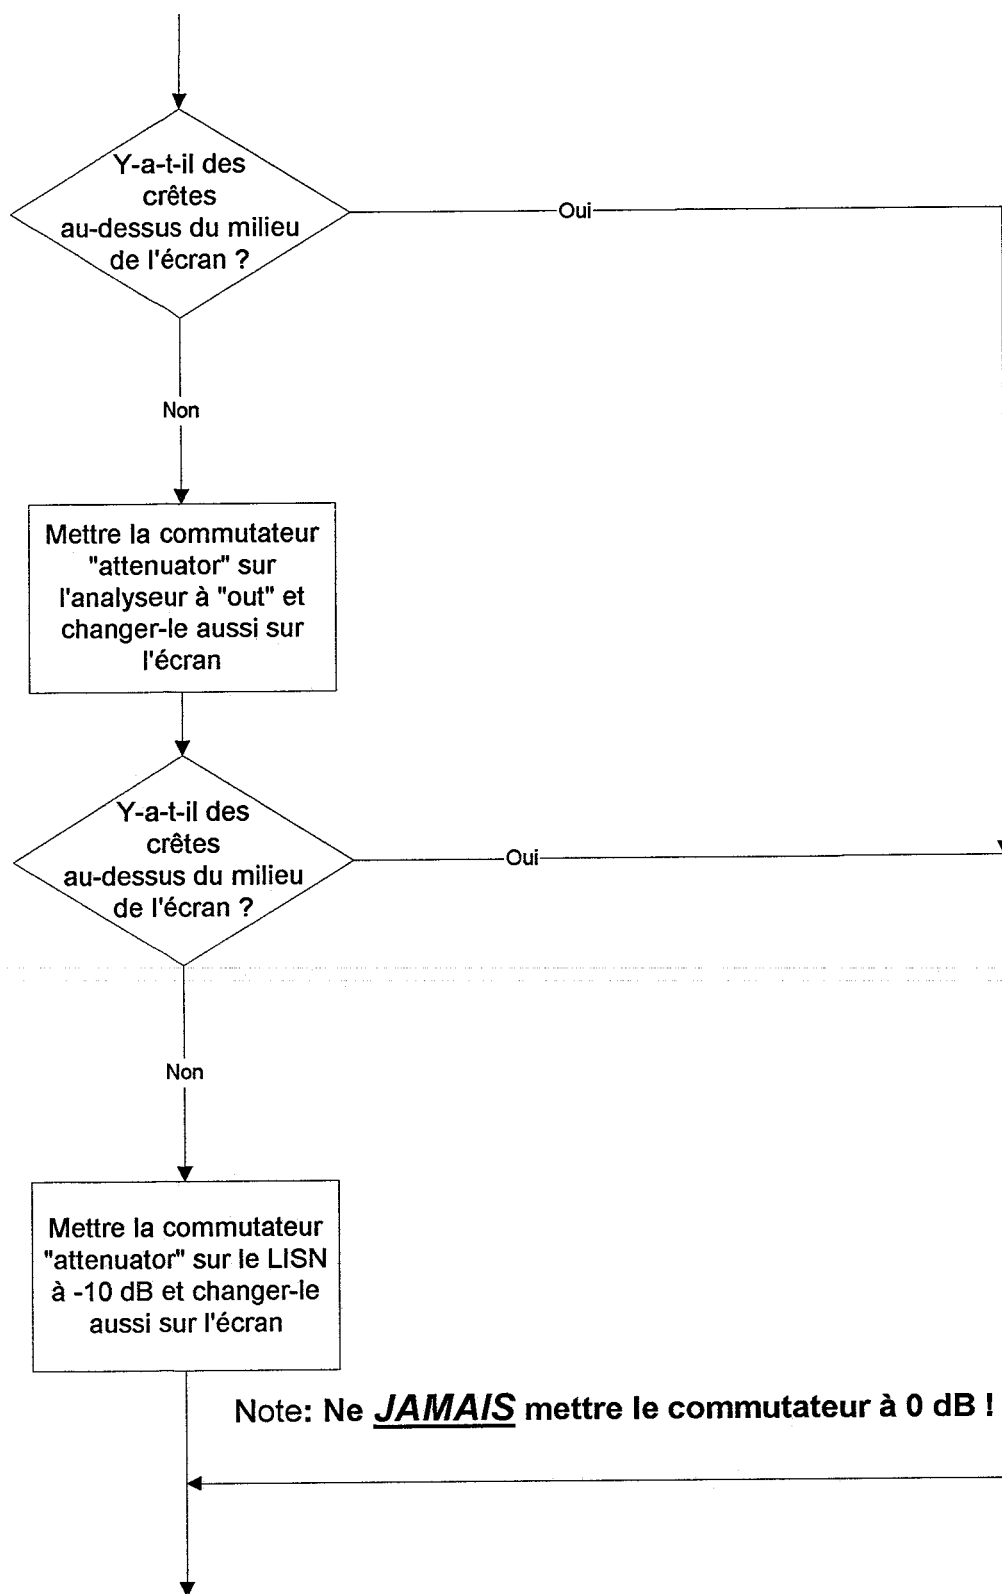 Y-a-t-il des
crêtes
au-dessus du milieu
de l'écran ?
Oui
Non
Mettre la commutateur
"attenuator" sur
l'analyseur à "out" et
changer-le aussi sur
l'écran
Y-a-t-il des
crêtes
au-dessus du milieu
de l'écran ?
Oui
Non
Mettre la commutateur
"attenuator" sur le LISN
à -10 dB et changer-le
aussi sur l'écran
Note: Ne JAMAIS mettre le commutateur à 0 dB !